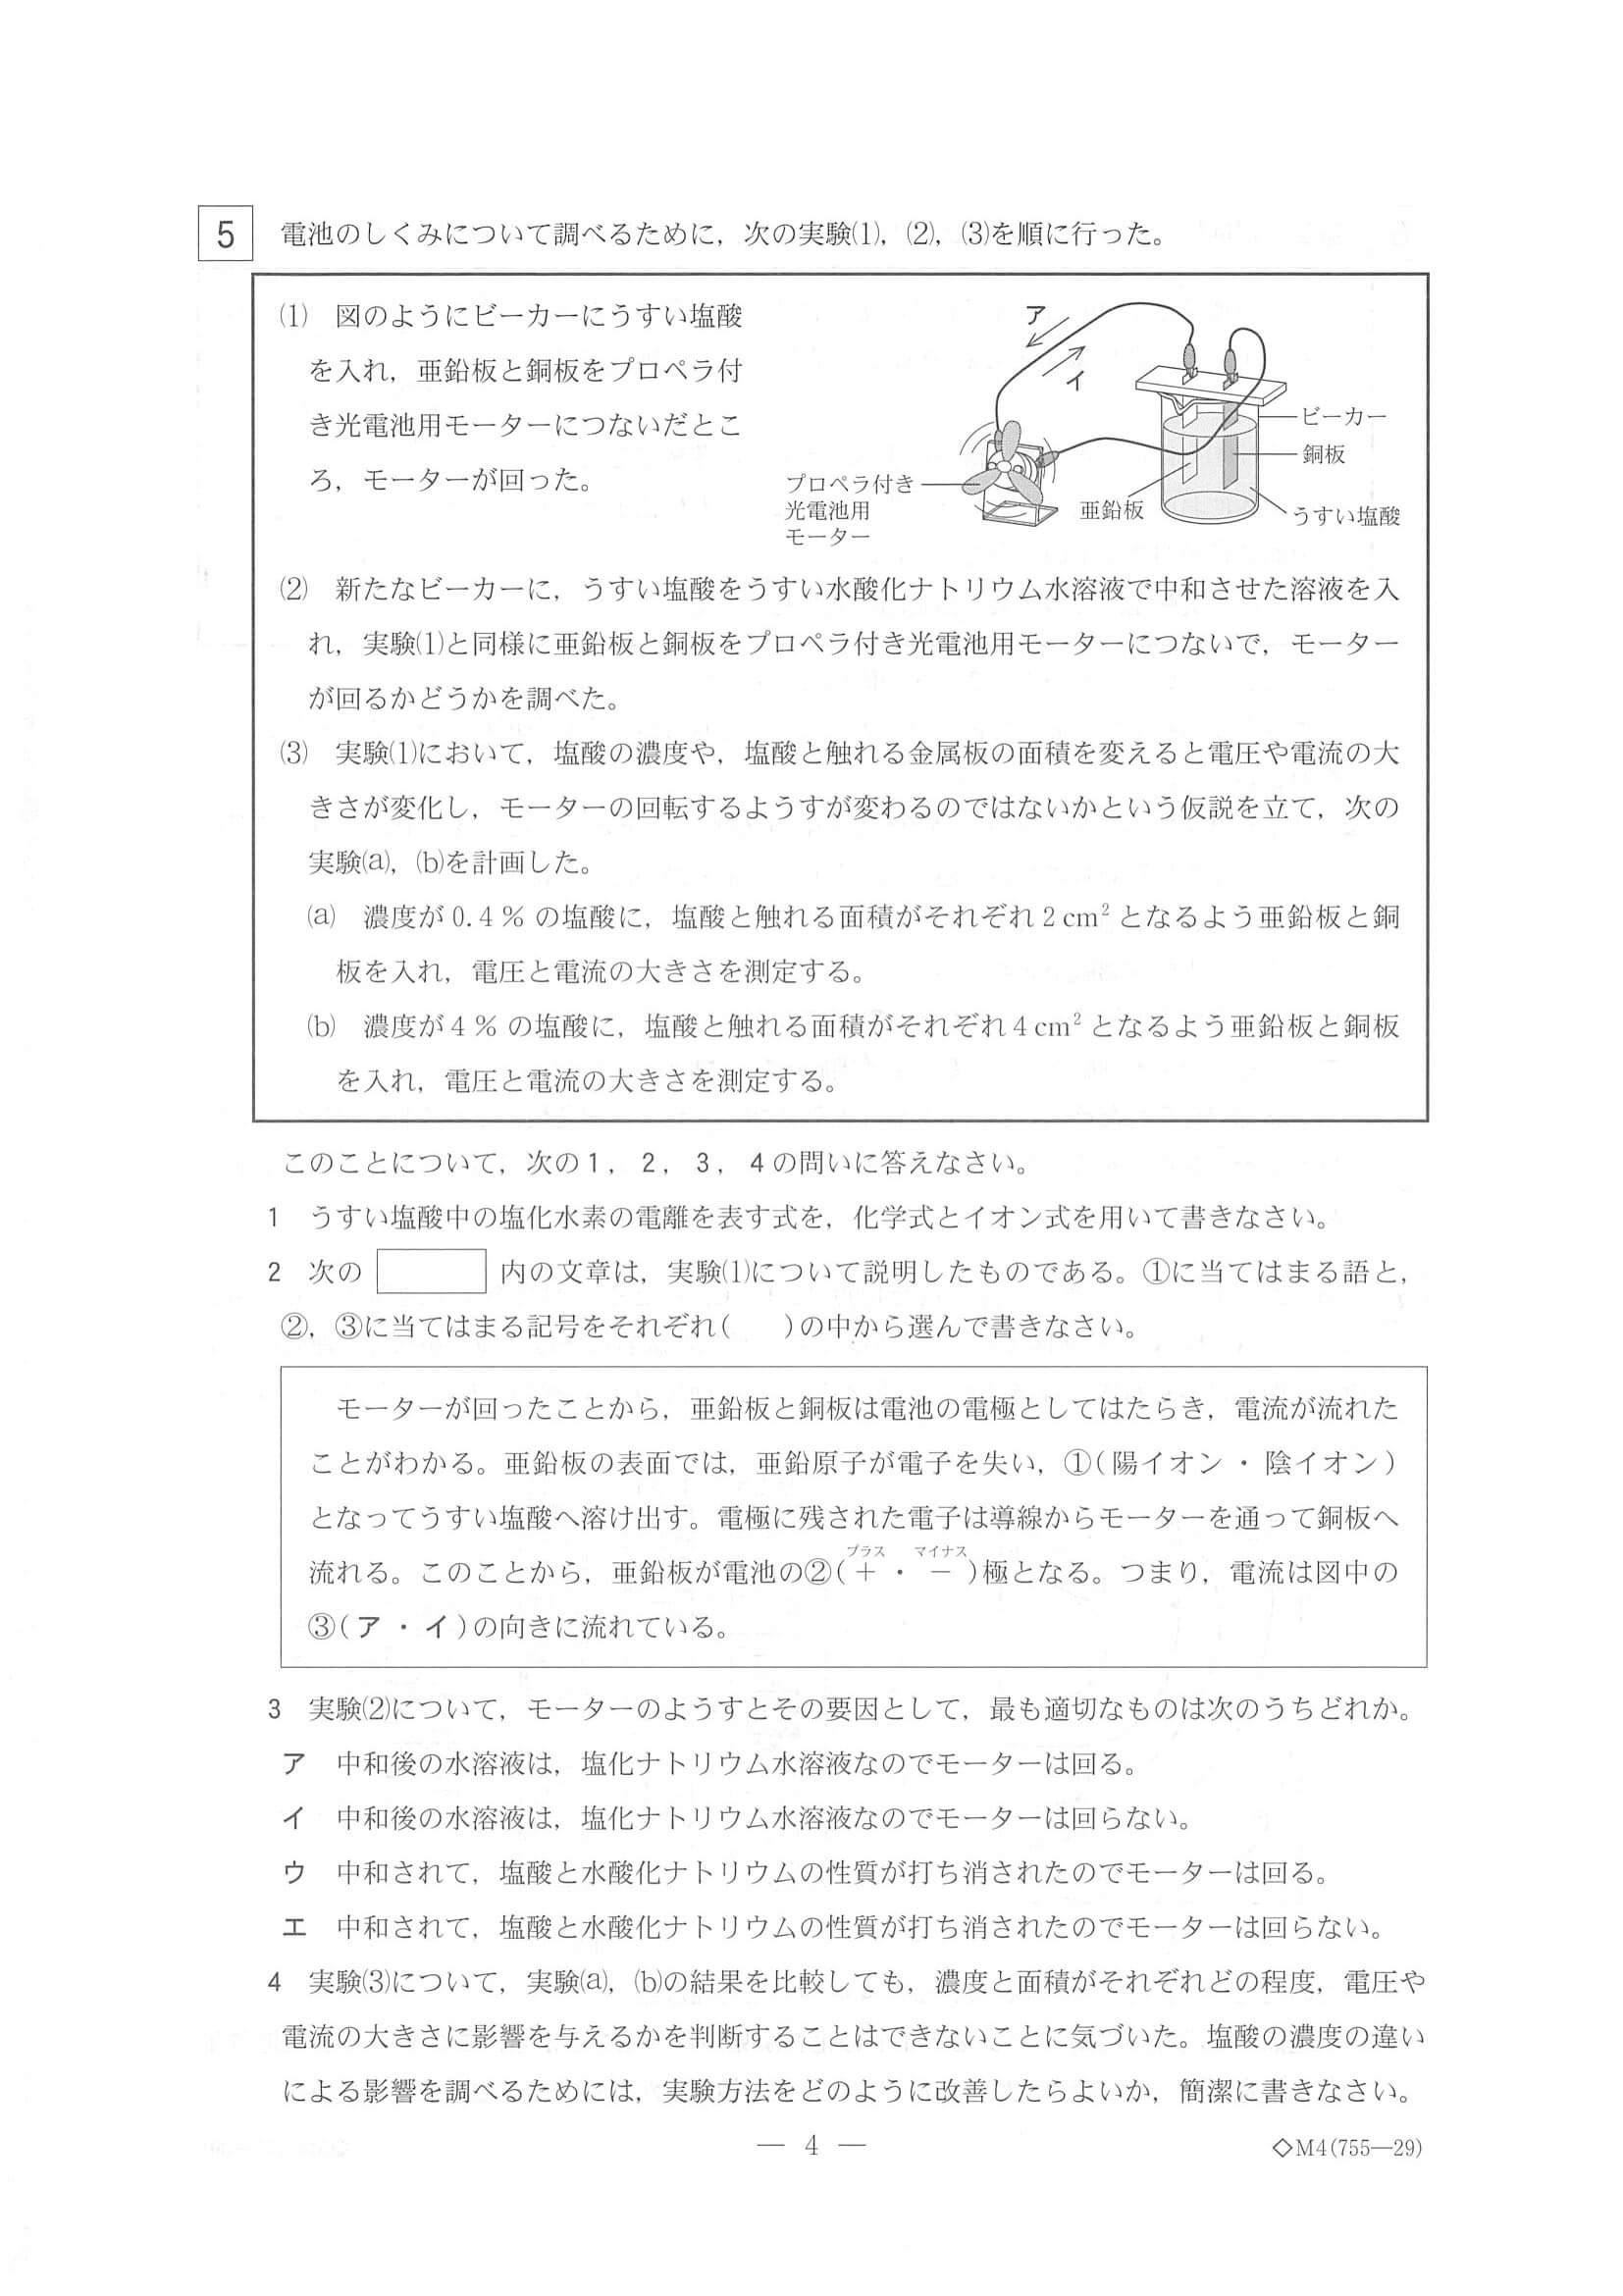 5 電池のしくみについて調べるために，次の実験⑴，⑵，⑶を順に行った。
⑴ 図のようにビーカーにうすい塩酸
を入れ，亜鉛板と銅板をプロペラ付
き光電池用モーターにつないだとこ
ろ，モーターが回った。
ア
イ
ビーカー
銅板
プロペラ付き
光電池用
モーター
亜鉛板
うすい塩酸
⑵ 新たなビーカーに，うすい塩酸をうすい水酸化ナトリウム水溶液で中和させた溶液を入
れ，実験⑴と同様に亜鉛板と銅板をプロペラ付き光電池用モーターにつないで，モーター
が回るかどうかを調べた。
⑶ 実験⑴において，塩酸の濃度や，塩酸と触れる金属板の面積を変えると電圧や電流の大
きさが変化し，モーターの回転するようすが変わるのではないかという仮説を立て，次の
実験(a)，(b)を計画した。
(a) 濃度が 0.4 ％ の塩酸に，塩酸と触れる面積がそれぞれ 2 cm² となるよう亜鉛板と銅
板を入れ，電圧と電流の大きさを測定する。
(b) 濃度が 4 ％ の塩酸に，塩酸と触れる面積がそれぞれ 4 cm² となるよう亜鉛板と銅板
を入れ，電圧と電流の大きさを測定する。
このことについて，次の1，2，3，4の問いに答えなさい。
1 うすい塩酸中の塩化水素の電離を表す式を，化学式とイオン式を用いて書きなさい。
2 次の 内の文章は，実験⑴について説明したものである。①に当てはまる語と，
②，③に当てはまる記号をそれぞれ(　　)の中から選んで書きなさい。
モーターが回ったことから，亜鉛板と銅板は電池の電極としてはたらき，電流が流れた
ことがわかる。亜鉛板の表面では，亜鉛原子が電子を失い，①(陽イオン・陰イオン)
となってうすい塩酸へ溶け出す。電極に残された電子は導線からモーターを通って銅板へ
プラス マイナス
流れる。このことから，亜鉛板が電池の②(＋・－)極となる。つまり，電流は図中の
③(ア・イ)の向きに流れている。
3 実験⑵について，モーターのようすとその要因として，最も適切なものは次のうちどれか。
ア 中和後の水溶液は，塩化ナトリウム水溶液なのでモーターは回る。
イ 中和後の水溶液は，塩化ナトリウム水溶液なのでモーターは回らない。
ウ 中和されて，塩酸と水酸化ナトリウムの性質が打ち消されたのでモーターは回る。
エ 中和されて，塩酸と水酸化ナトリウムの性質が打ち消されたのでモーターは回らない。
4 実験⑶について，実験(a)，(b)の結果を比較しても，濃度と面積がそれぞれどの程度，電圧や
電流の大きさに影響を与えるかを判断することはできないことに気づいた。塩酸の濃度の違い
による影響を調べるためには，実験方法をどのように改善したらよいか，簡潔に書きなさい。
― 4 ―
◇M4(755―29)